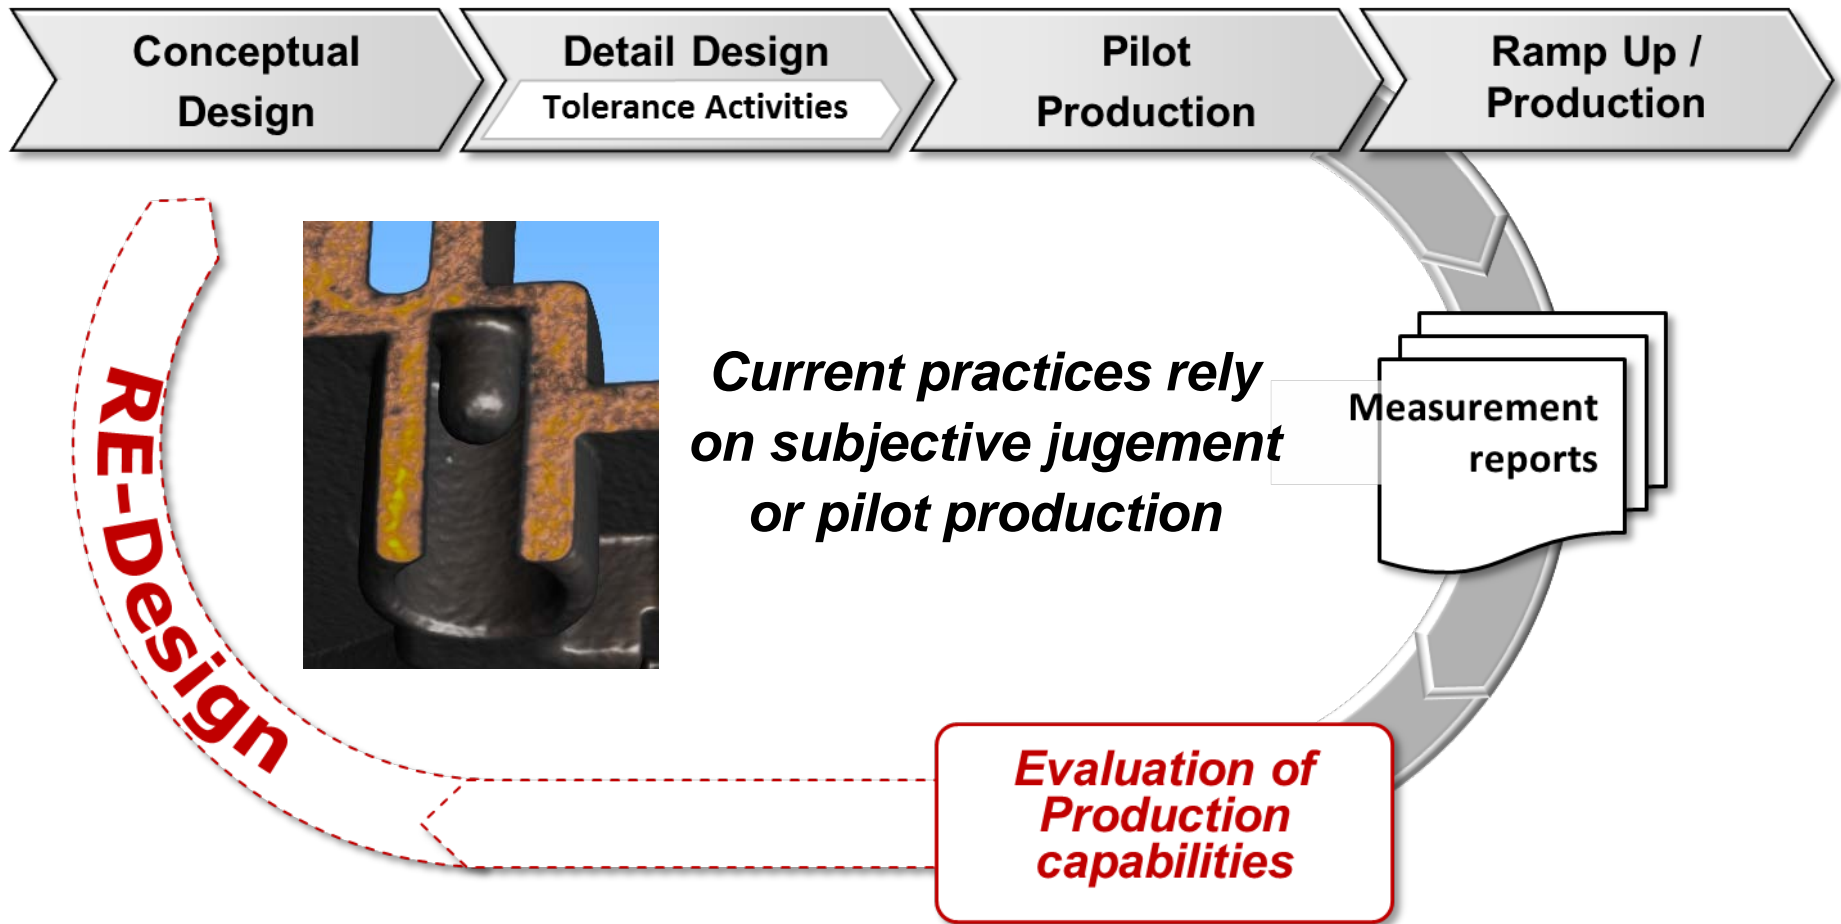 Conceptual
Design
Detail Design
Tolerance Activities
Pilot
Production
Ramp Up /
Production
RE-Design
Current practices rely
on subjective jugement
or pilot production
Measurement
reports
Evaluation of
Production
capabilities